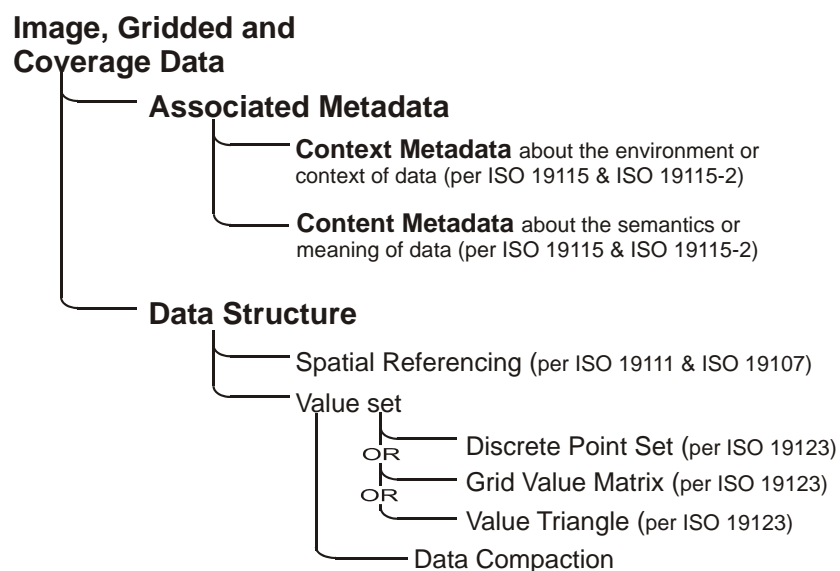 Image, Gridded and
Coverage Data
Associated Metadata
Context Metadata about the environment or
context of data (per ISO 19115 & ISO 19115-2)
Content Metadata about the semantics or
meaning of data (per ISO 19115 & ISO 19115-2)
Data Structure
Spatial Referencing (per ISO 19111 & ISO 19107)
Value set
Discrete Point Set (per ISO 19123)
OR
Grid Value Matrix (per ISO 19123)
OR
Value Triangle (per ISO 19123)
Data Compaction